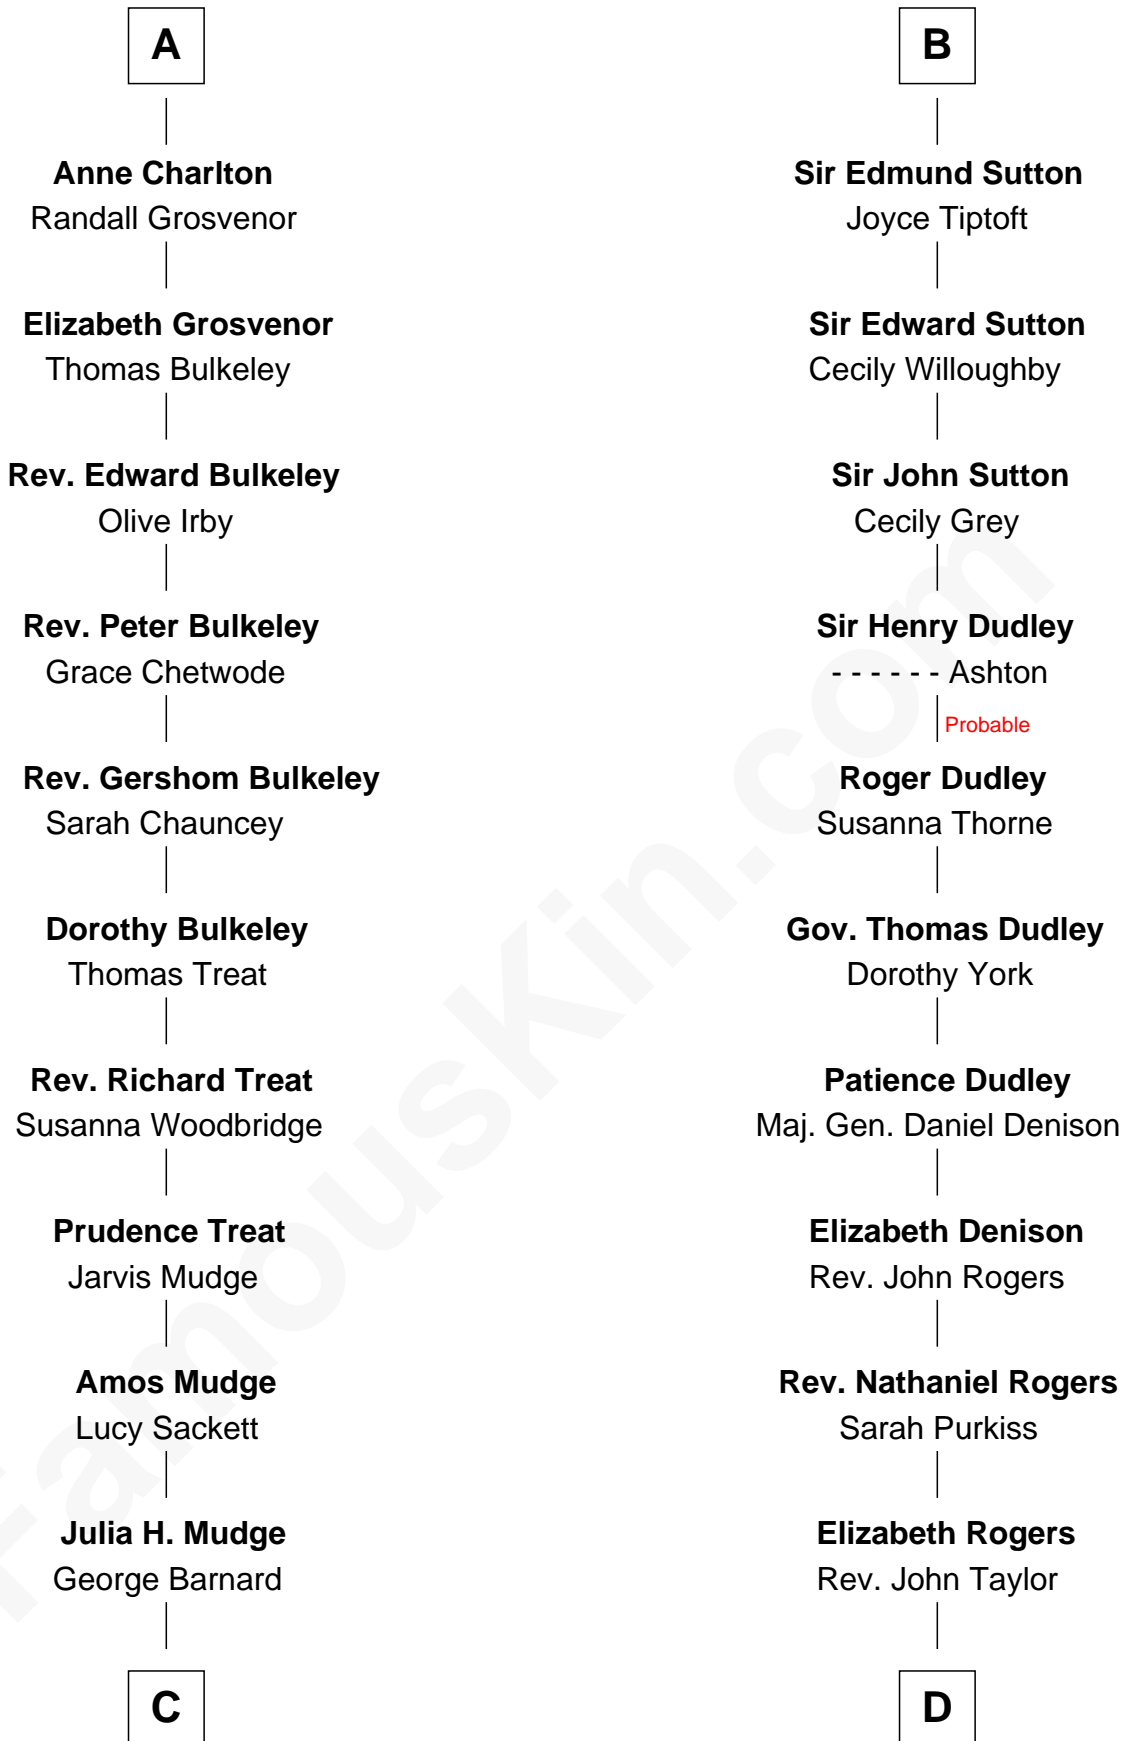 A
Anne Charlton
Randall Grosvenor
Elizabeth Grosvenor
Thomas Bulkeley
Rev. Edward Bulkeley
Olive Irby
Rev. Peter Bulkeley
Grace Chetwode
Rev. Gershom Bulkeley
Sarah Chauncey
Dorothy Bulkeley
Thomas Treat
Rev. Richard Treat
Susanna Woodbridge
Prudence Treat
Jarvis Mudge
Amos Mudge
Lucy Sackett
Julia H. Mudge
George Barnard
C
B
Sir Edmund Sutton
Joyce Tiptoft
Sir Edward Sutton
Cecily Willoughby
Sir John Sutton
Cecily Grey
Sir Henry Dudley
- - - - - - Ashton
Probable
Roger Dudley
Susanna Thorne
Gov. Thomas Dudley
Dorothy York
Patience Dudley
Maj. Gen. Daniel Denison
Elizabeth Denison
Rev. John Rogers
Rev. Nathaniel Rogers
Sarah Purkiss
Elizabeth Rogers
Rev. John Taylor
D
FamousKin.com